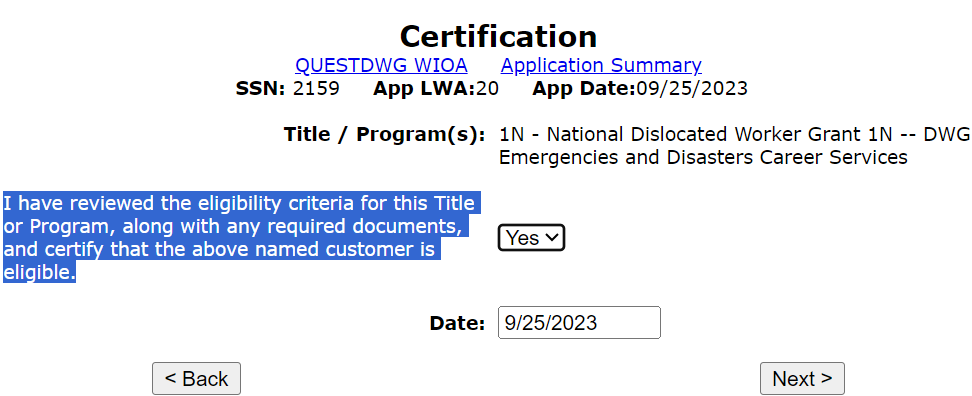 Certification
QUESTDWG WIOA Application Summary
SSN: 2159 App LWA:20 App Date:09/25/2023
Title / Program(s): 1N - National Dislocated Worker Grant 1N -- DWG
Emergencies and Disasters Career Services
I have reviewed the eligibility criteria for this Title
or Program, along with any required documents,
and certify that the above named customer is
eligible.
Yes
Date: 9/25/2023
< Back Next >